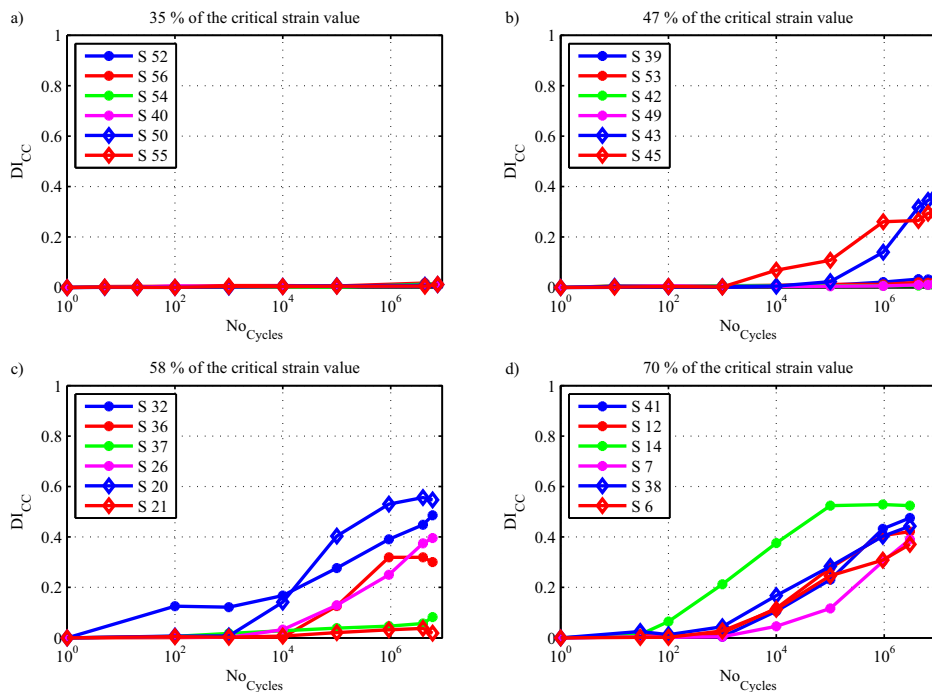 a) 35 % of the critical strain value
1
0.8
0.6
0.4
0.2
0
DI_CC
S 52
S 56
S 54
S 40
S 50
S 55
10^0 10^2 10^4 10^6
No_Cycles
b) 47 % of the critical strain value
1
0.8
0.6
0.4
0.2
0
DI_CC
S 39
S 53
S 42
S 49
S 43
S 45
10^0 10^2 10^4 10^6
No_Cycles
c) 58 % of the critical strain value
1
0.8
0.6
0.4
0.2
0
DI_CC
S 32
S 36
S 37
S 26
S 20
S 21
10^0 10^2 10^4 10^6
No_Cycles
d) 70 % of the critical strain value
1
0.8
0.6
0.4
0.2
0
DI_CC
S 41
S 12
S 14
S 7
S 38
S 6
10^0 10^2 10^4 10^6
No_Cycles